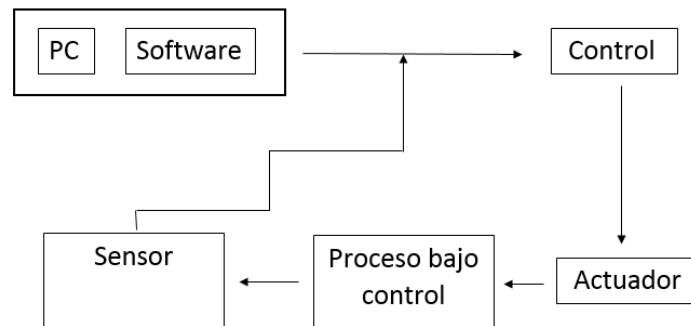 PC
Software
Control
Sensor
Proceso bajo
control
Actuador